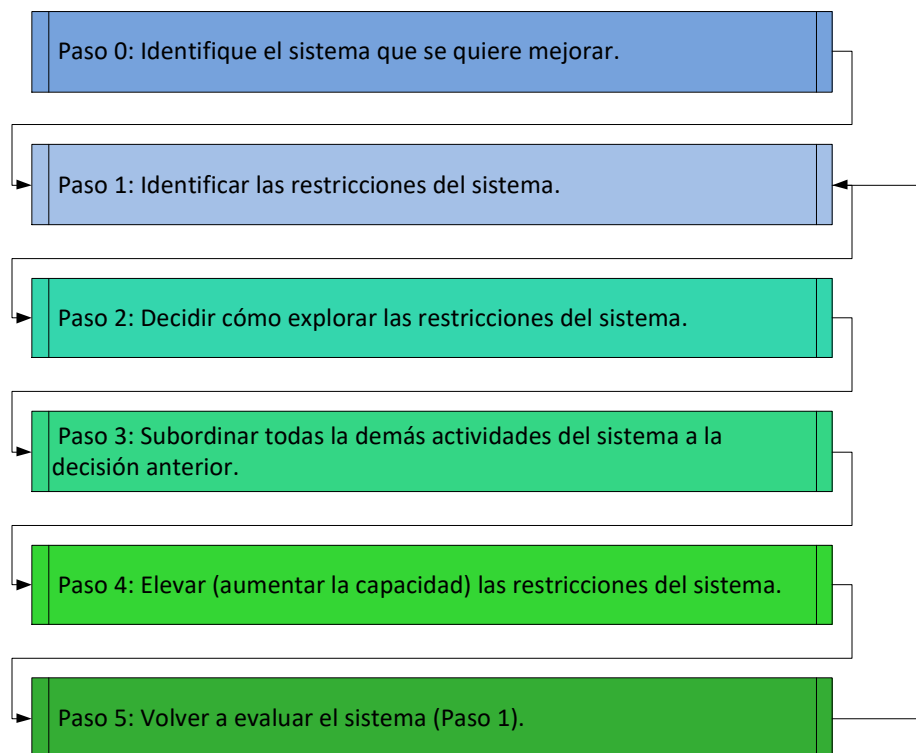 Paso 0: Identifique el sistema que se quiere mejorar.
Paso 1: Identificar las restricciones del sistema.
Paso 2: Decidir cómo explorar las restricciones del sistema.
Paso 3: Subordinar todas la demás actividades del sistema a la
decisión anterior.
Paso 4: Elevar (aumentar la capacidad) las restricciones del sistema.
Paso 5: Volver a evaluar el sistema (Paso 1).